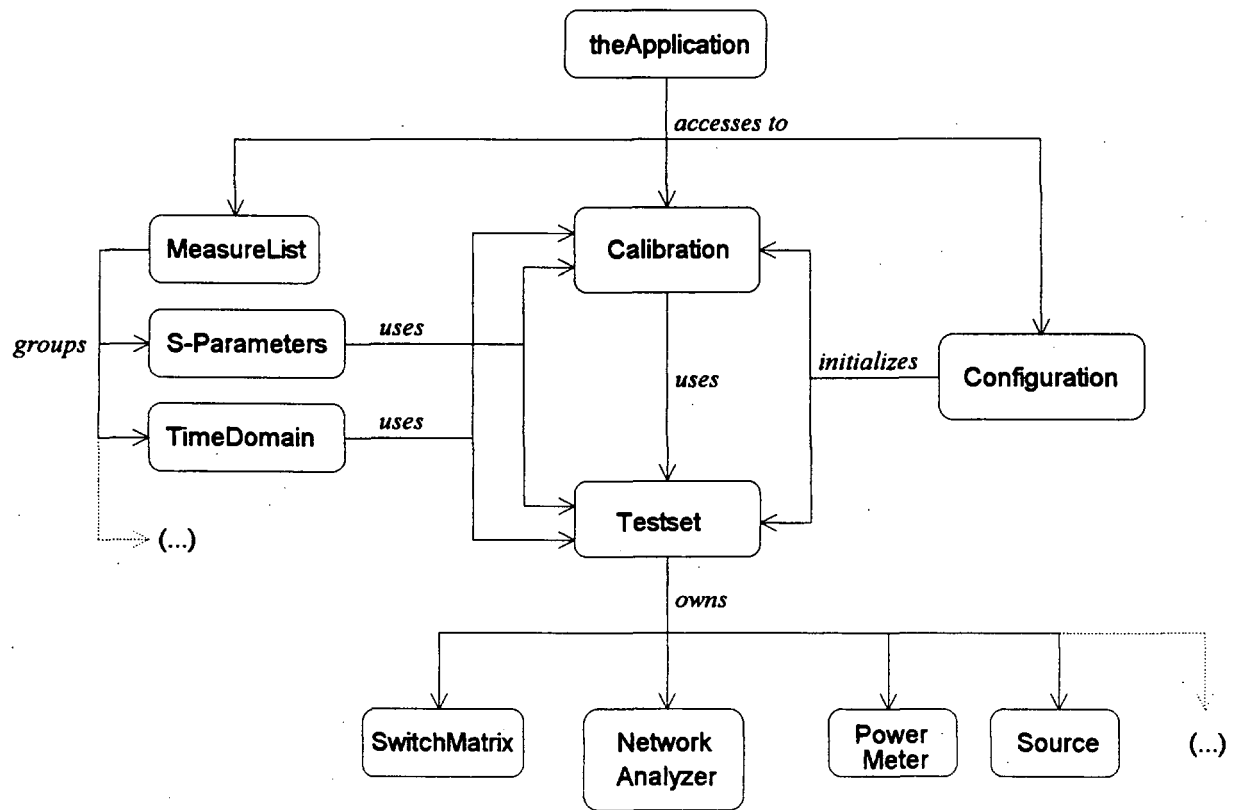 theApplication
accesses to
MeasureList
Calibration
groups
S-Parameters
uses
uses
initializes
Configuration
TimeDomain
uses
Testset
(...)
owns
SwitchMatrix
Network
Analyzer
Power
Meter
Source
(...)